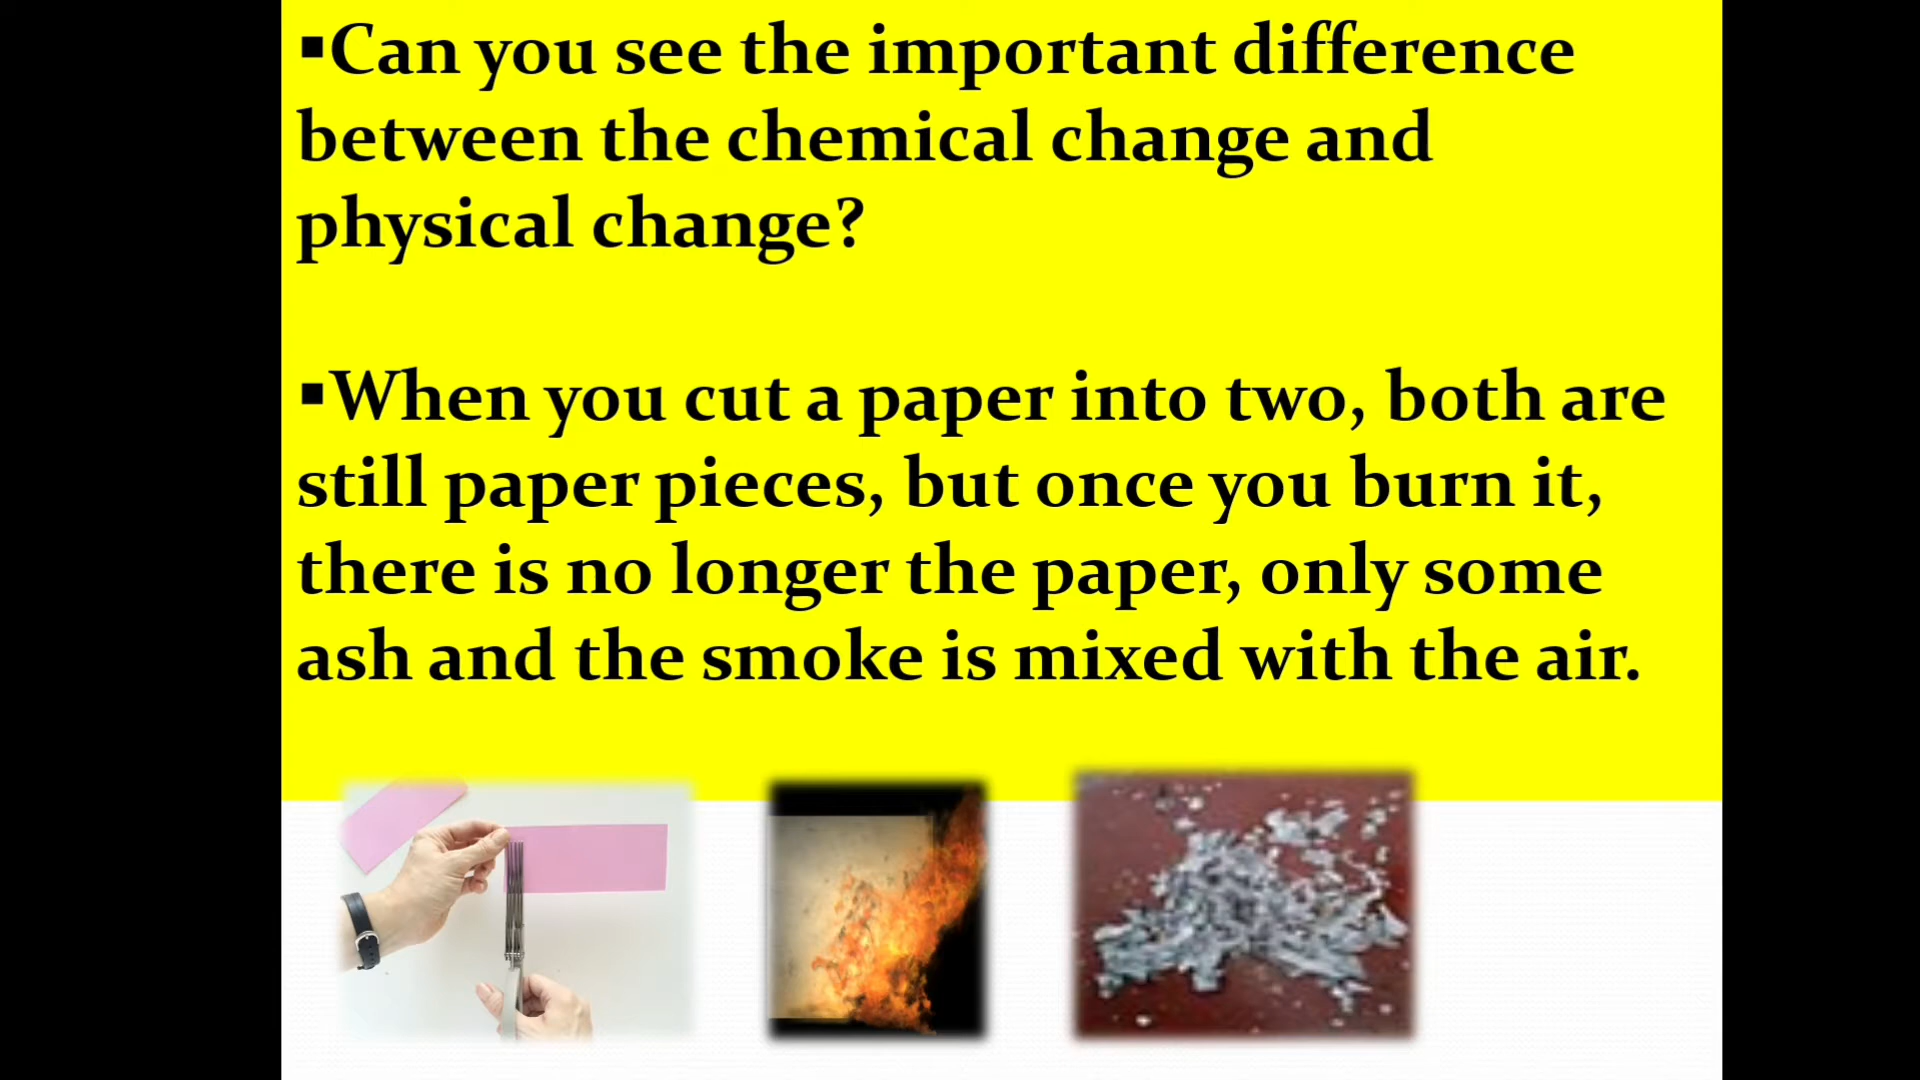 ▪Can you see the important difference
between the chemical change and
physical change?
▪When you cut a paper into two, both are
still paper pieces, but once you burn it,
there is no longer the paper, only some
ash and the smoke is mixed with the air.